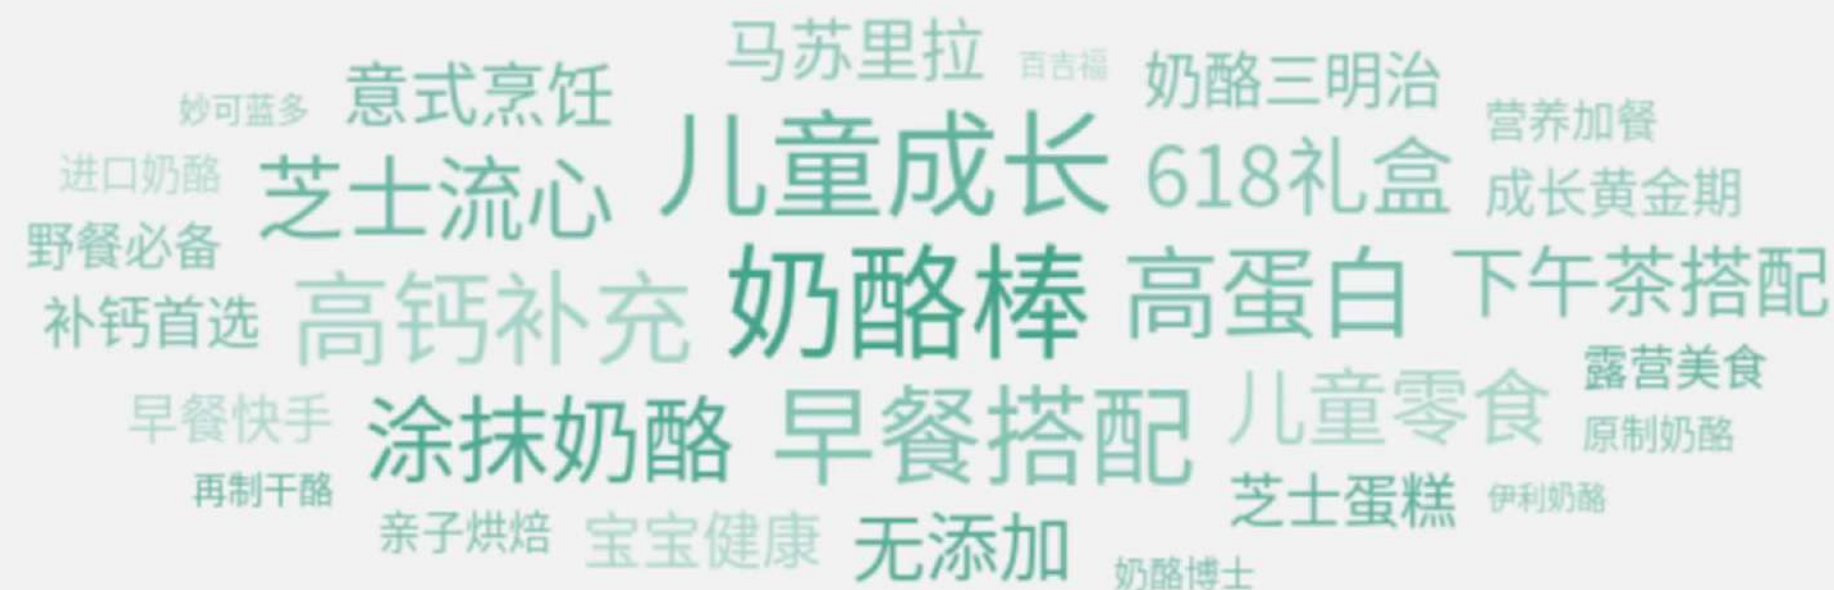 马苏里拉
百吉福
奶酪三明治
意式烹饪
妙可蓝多
营养加餐
儿童成长
618礼盒
进口奶酪
芝士流心
成长黄金期
野餐必备
奶酪棒
高蛋白
下午茶搭配
补钙首选
高钙补充
露营美食
早餐快手
涂抹奶酪
早餐搭配
儿童零食
原制奶酪
再制干酪
芝士蛋糕
伊利奶酪
亲子烘焙
宝宝健康
无添加
奶酪博士